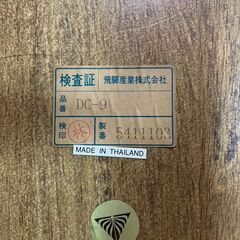 検査証 飛騨産業株式会社
品番 DC-9
検印 製番 5411103
MADE IN THAILAND